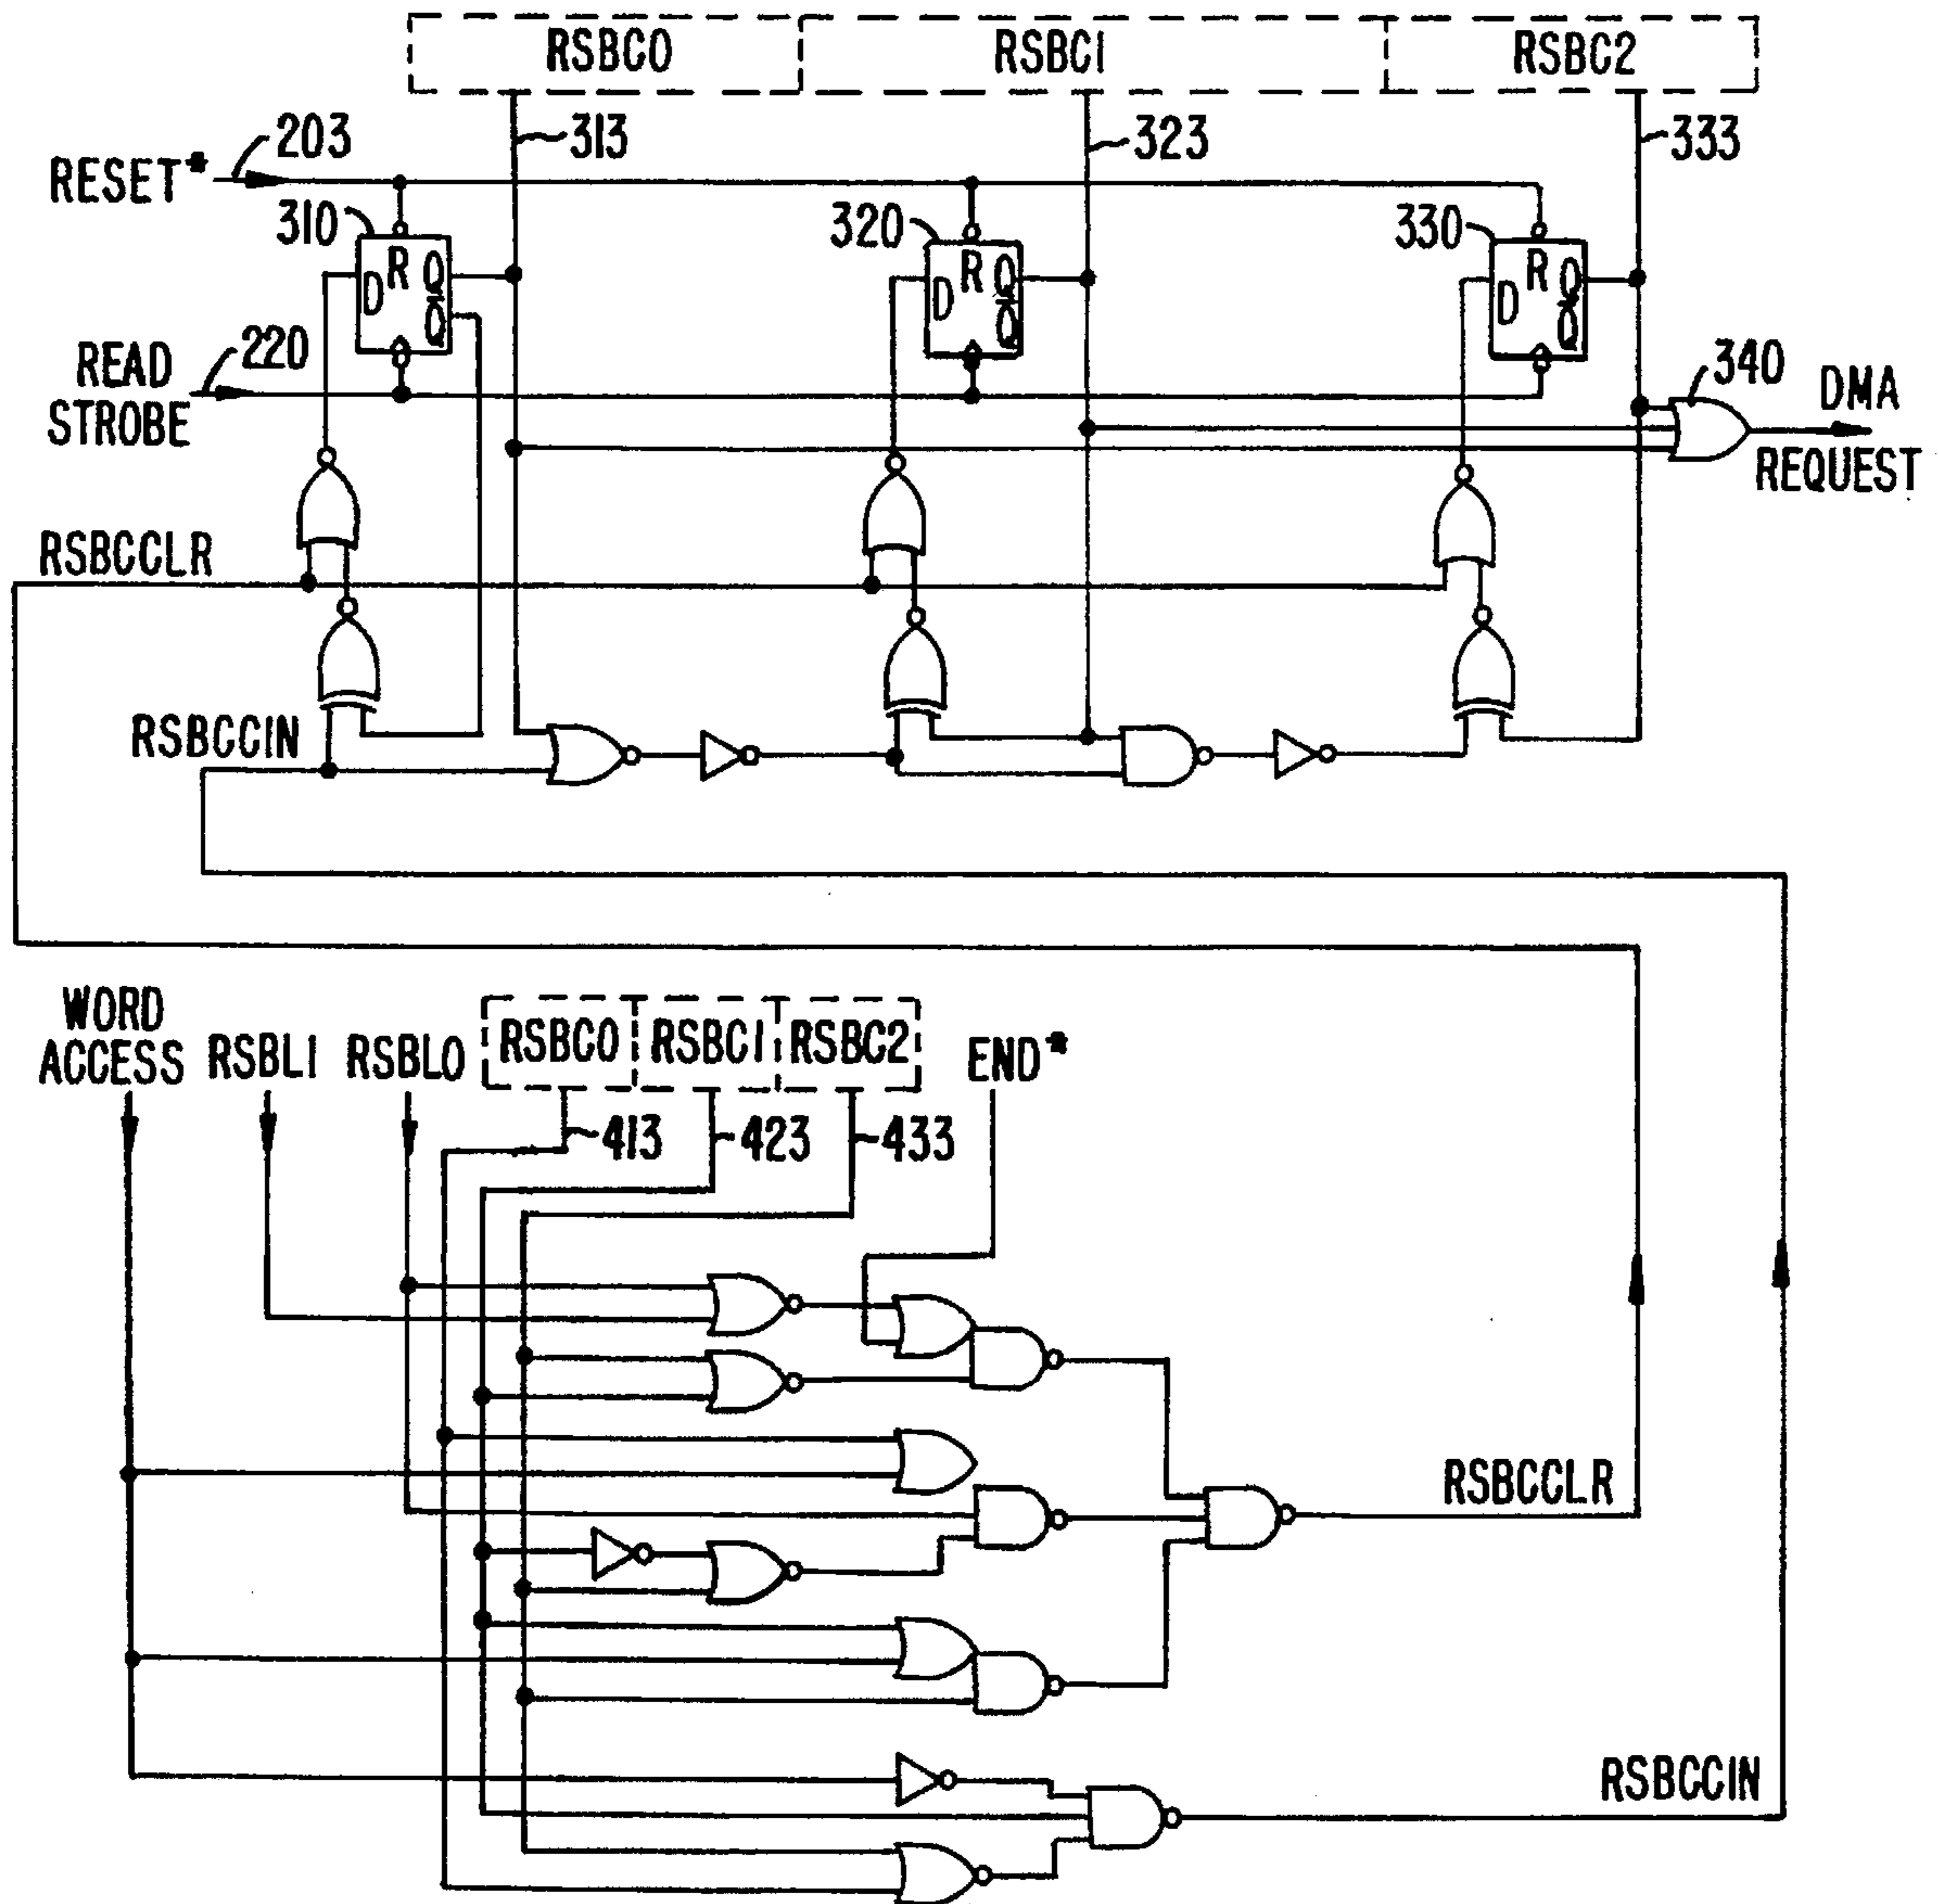 RSBC0 RSBC1 RSBC2
203 313 323 333
RESET*
310 320 330
R R R
D Q D Q D Q
Q Q Q
READ
STROBE
220
340
DMA
REQUEST
RSBCCLR
RSBCCIN
WORD
ACCESS
RSBL1
RSBL0
RSBC0 RSBC1 RSBC2
END*
413 423 433
RSBCCLR
RSBCCIN